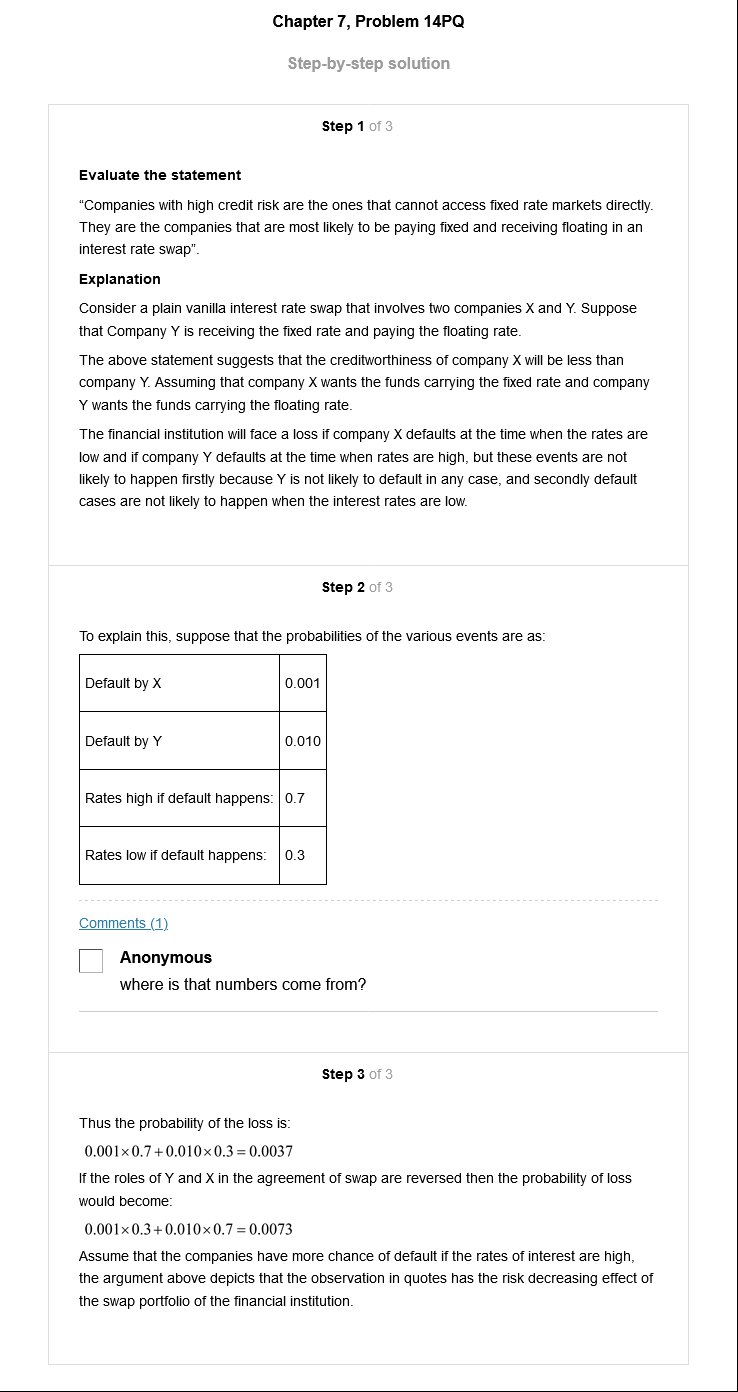 Chapter 7, Problem 14PQ
Step-by-step solution
Step 1 of 3
Evaluate the statement
“Companies with high credit risk are the ones that cannot access fixed rate markets directly.
They are the companies that are most likely to be paying fixed and receiving floating in an
interest rate swap”.
Explanation
Consider a plain vanilla interest rate swap that involves two companies X and Y. Suppose
that Company Y is receiving the fixed rate and paying the floating rate.
The above statement suggests that the creditworthiness of company X will be less than
company Y. Assuming that company X wants the funds carrying the fixed rate and company
Y wants the funds carrying the floating rate.
The financial institution will face a loss if company X defaults at the time when the rates are
low and if company Y defaults at the time when rates are high, but these events are not
likely to happen firstly because Y is not likely to default in any case, and secondly default
cases are not likely to happen when the interest rates are low.
Step 2 of 3
To explain this, suppose that the probabilities of the various events are as:
Default by X 0.001
Default by Y 0.010
Rates high if default happens: 0.7
Rates low if default happens: 0.3
Comments (1)
Anonymous
where is that numbers come from?
Step 3 of 3
Thus the probability of the loss is:
0.001×0.7+0.010×0.3=0.0037
If the roles of Y and X in the agreement of swap are reversed then the probability of loss
would become:
0.001×0.3+0.010×0.7=0.0073
Assume that the companies have more chance of default if the rates of interest are high,
the argument above depicts that the observation in quotes has the risk decreasing effect of
the swap portfolio of the financial institution.